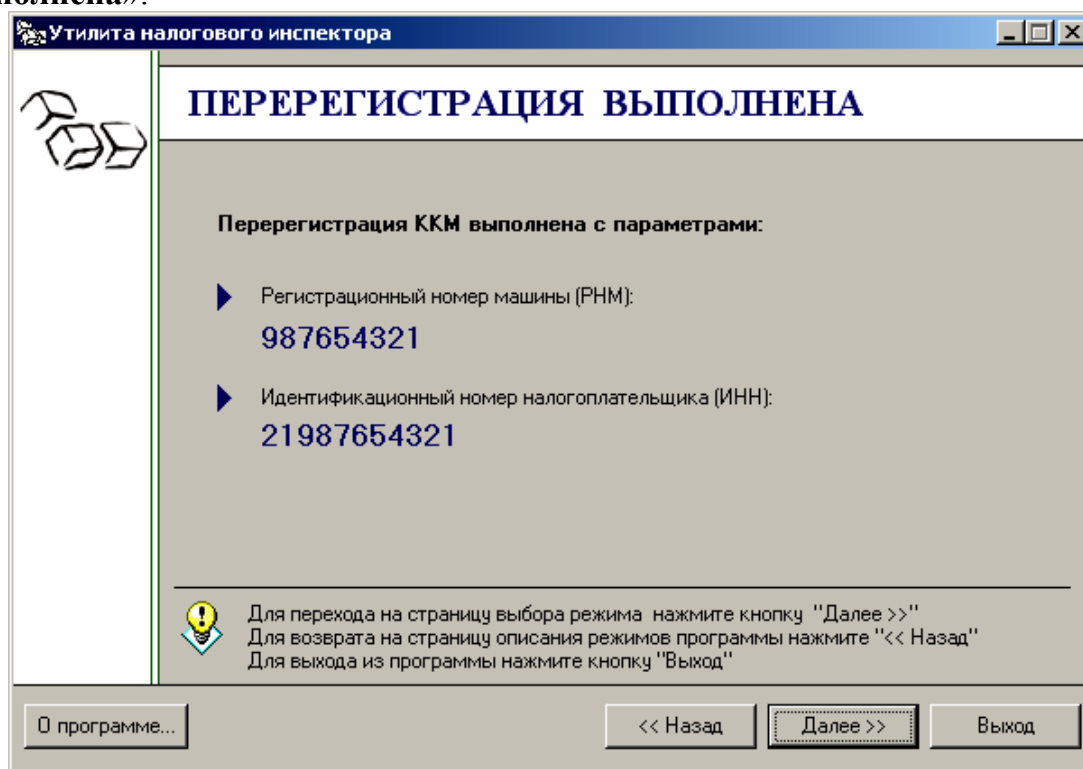 Утилита налогового инспектора
ПЕРЕРЕГИСТРАЦИЯ ВЫПОЛНЕНА
Перерегистрация ККМ выполнена с параметрами:
Регистрационный номер машины (РНМ):
987654321
Идентификационный номер налогоплательщика (ИНН):
21987654321
Для перехода на страницу выбора режима нажмите кнопку "Далее >>"
Для возврата на страницу описания режимов программы нажмите "<< Назад"
Для выхода из программы нажмите кнопку "Выход"
О программе...
<< Назад
Далее >>
Выход